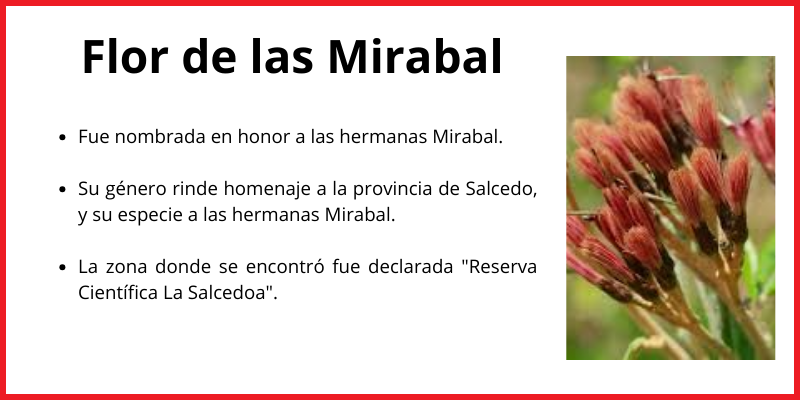 Flor de las Mirabal
• Fue nombrada en honor a las hermanas Mirabal.
• Su género rinde homenaje a la provincia de Salcedo,
y su especie a las hermanas Mirabal.
• La zona donde se encontró fue declarada "Reserva
Científica La Salcedoa".